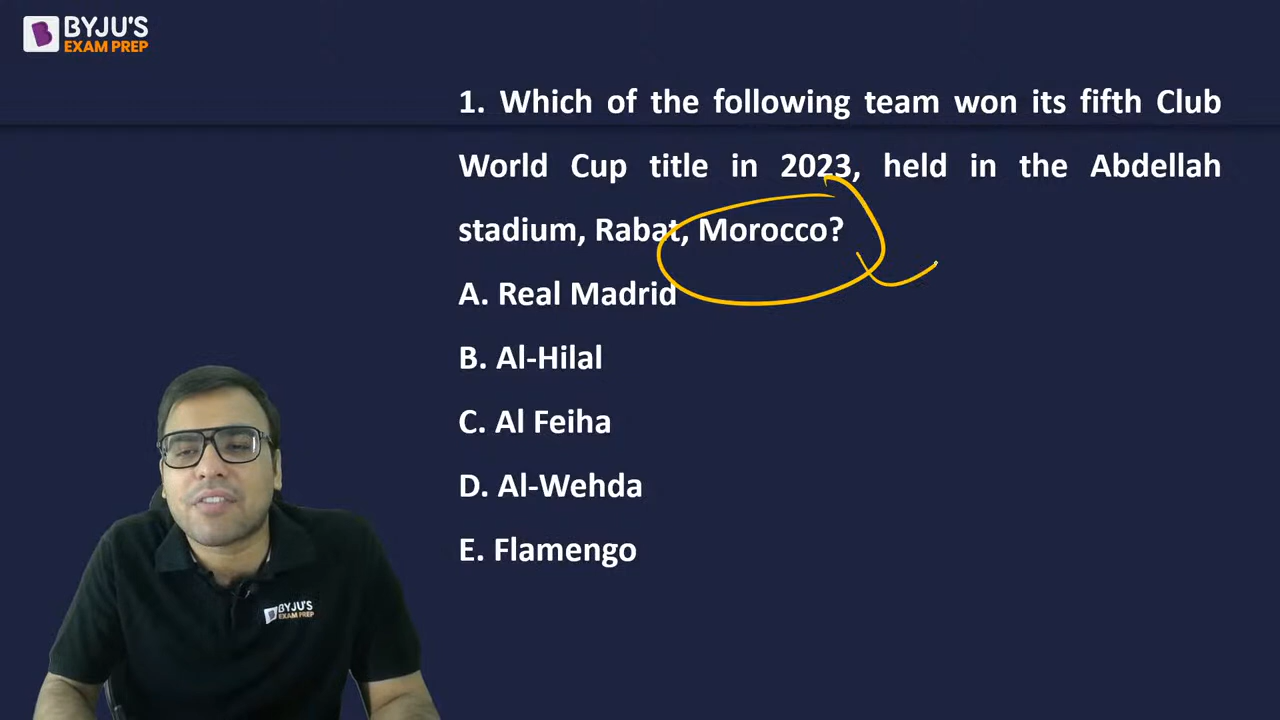 BYJU'S
EXAM PREP
1. Which of the following team won its fifth Club
World Cup title in 2023, held in the Abdellah
stadium, Rabat, Morocco?
A. Real Madrid
B. Al-Hilal
C. Al Feiha
D. Al-Wehda
E. Flamengo
BYJU'S
EXAM PREP